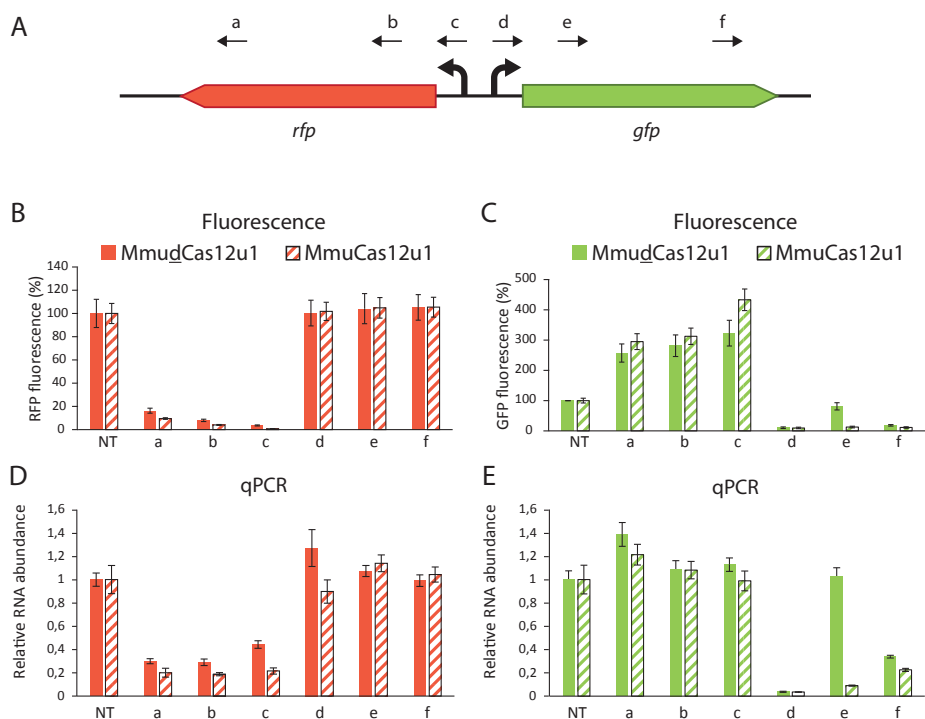 A
a b c d e f
rfp gfp
B
Fluorescence
MmudCas12u1 MmuCas12u1
RFP fluorescence (%)
140
120
100
80
60
40
20
0
NT a b c d e f
C
Fluorescence
MmudCas12u1 MmuCas12u1
GFP fluorescence (%)
500
400
300
200
100
0
NT a b c d e f
D
qPCR
Relative RNA abundance
1,6
1,4
1,2
1
0,8
0,6
0,4
0,2
0
NT a b c d e f
E
qPCR
Relative RNA abundance
1,6
1,4
1,2
1
0,8
0,6
0,4
0,2
0
NT a b c d e f